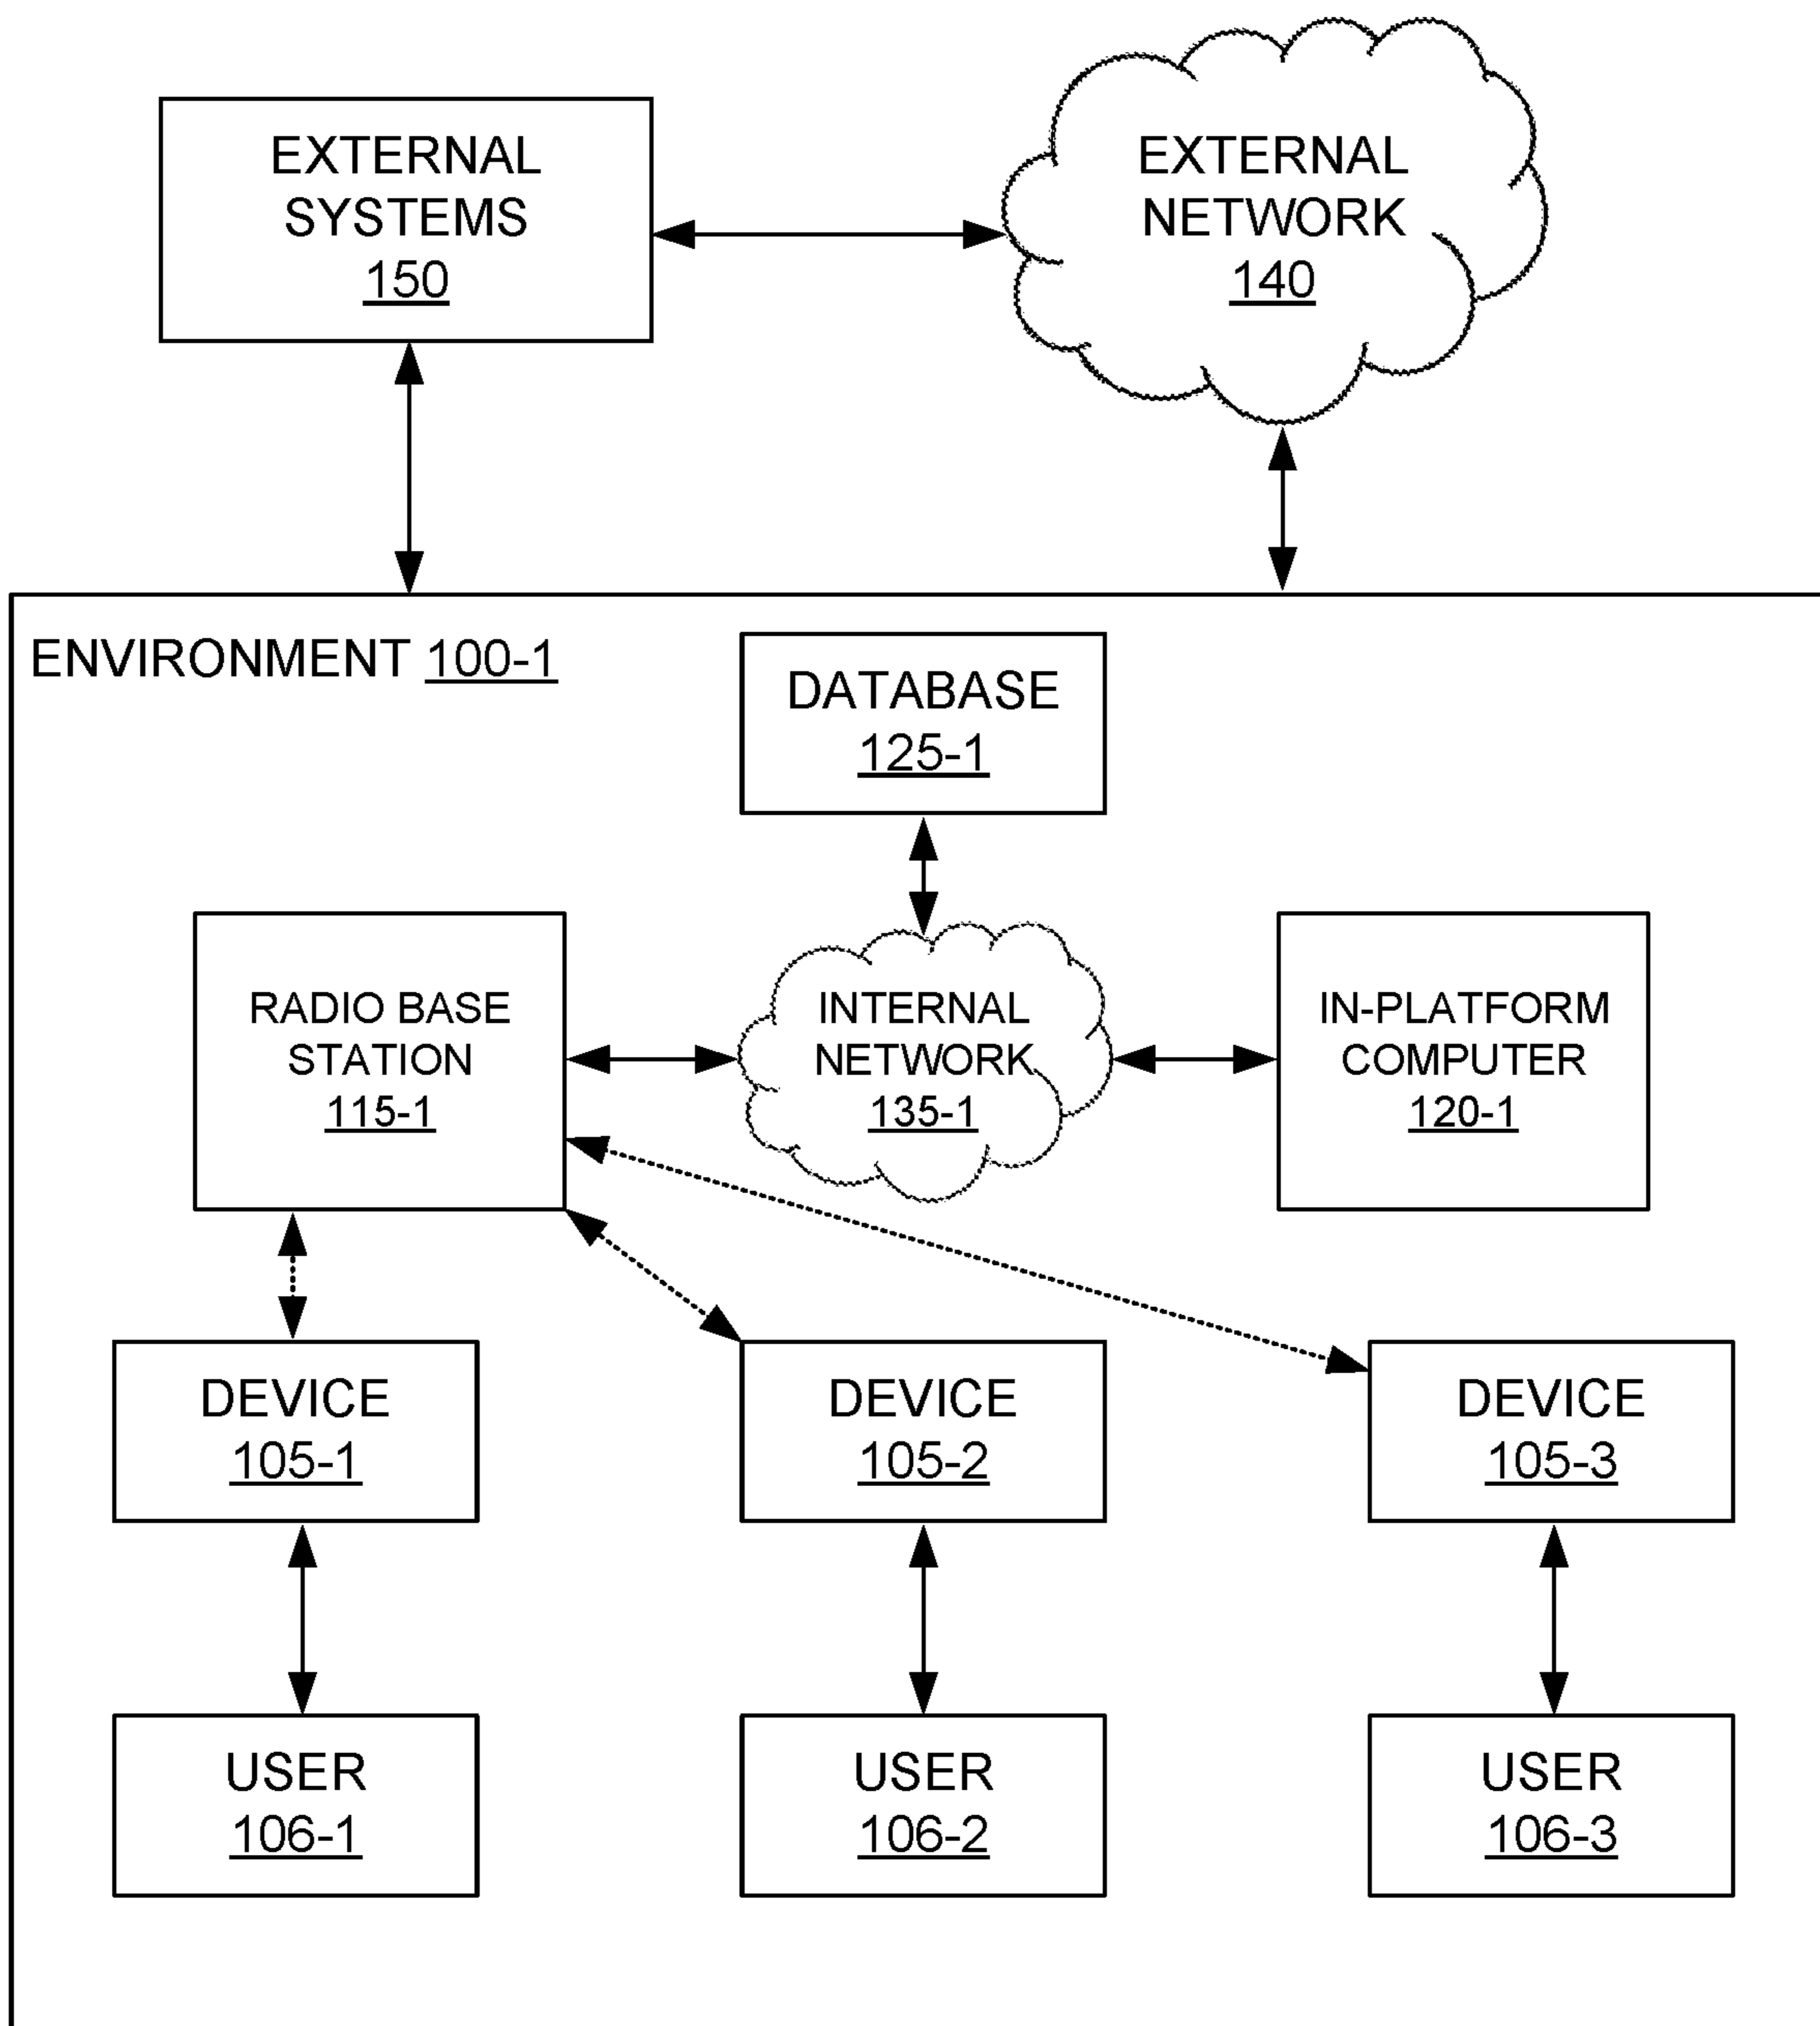 EXTERNAL
SYSTEMS
150
EXTERNAL
NETWORK
140
ENVIRONMENT 100-1
DATABASE
125-1
RADIO BASE
STATION
115-1
INTERNAL
NETWORK
135-1
IN-PLATFORM
COMPUTER
120-1
DEVICE
105-1
DEVICE
105-2
DEVICE
105-3
USER
106-1
USER
106-2
USER
106-3